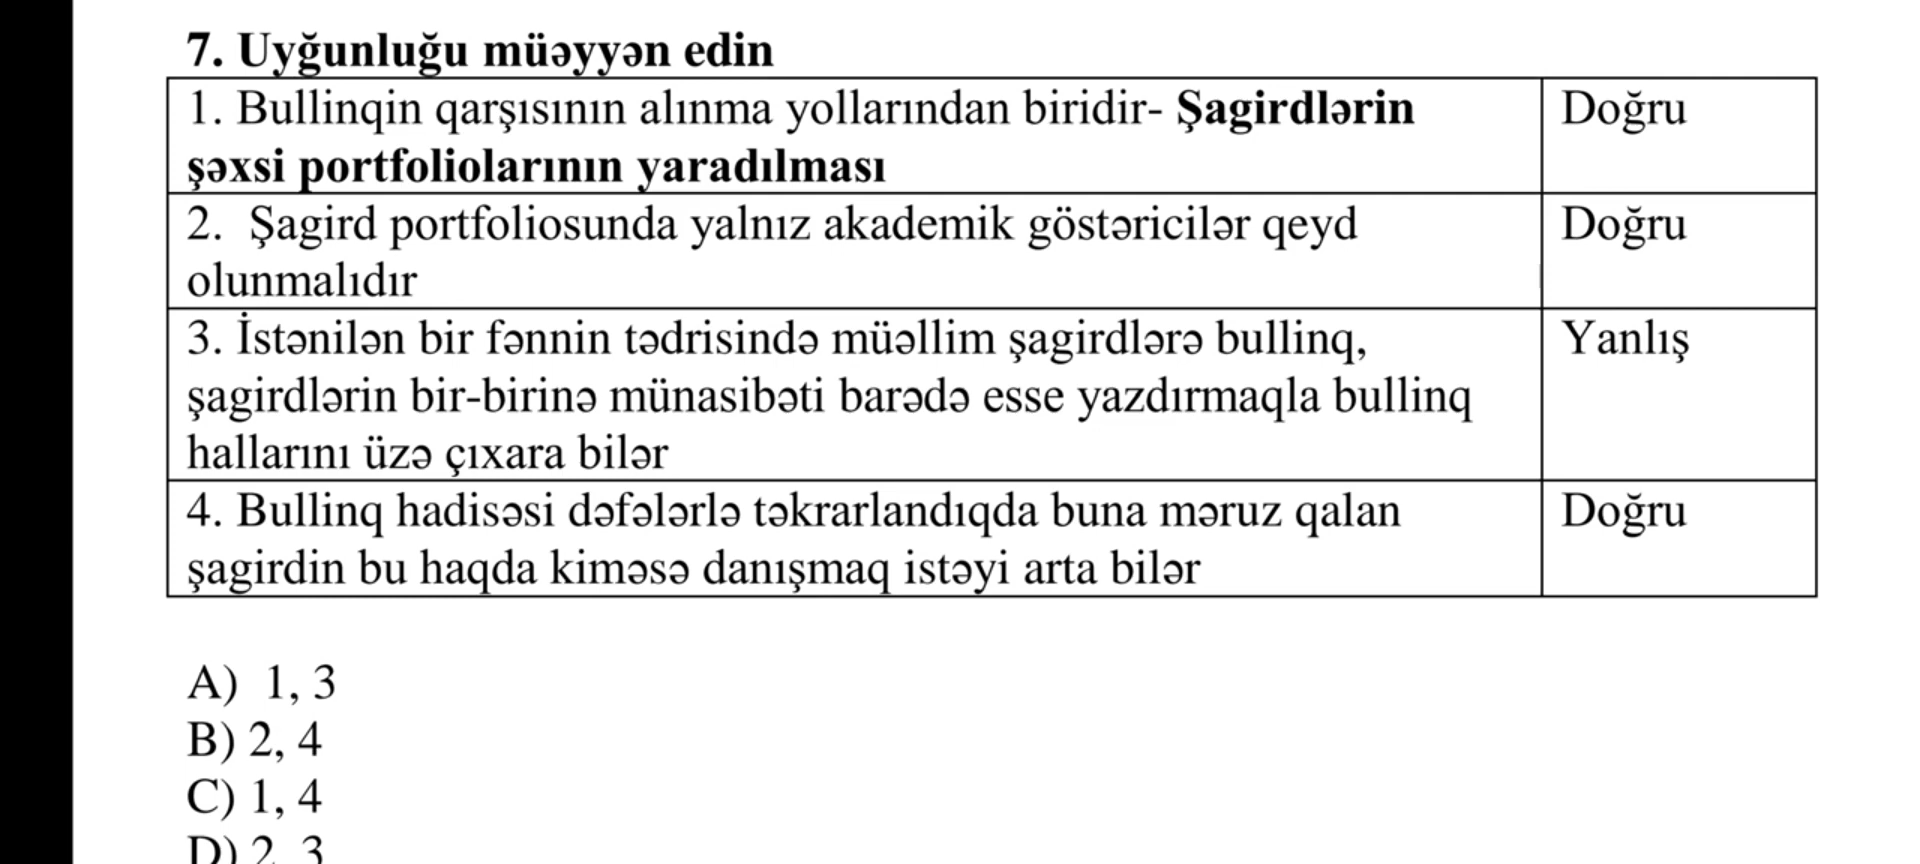 7. Uyğunluğu müəyyən edin
1. Bullinqin qarşısının alınma yollarından biridir- Şagirdlərin
şəxsi portfoliolarının yaradılması
Doğru
2.  Şagird portfoliosunda yalnız akademik göstəricilər qeyd
olunmalıdır
Doğru
3. İstənilən bir fənnin tədrisində müəllim şagirdlərə bullinq,
şagirdlərin bir-birinə münasibəti barədə esse yazdırmaqla bullinq
hallarını üzə çıxara bilər
Yanlış
4. Bullinq hadisəsi dəfələrlə təkrarlandıqda buna məruz qalan
şagirdin bu haqda kiməsə danışmaq istəyi arta bilər
Doğru
A)  1, 3
B) 2, 4
C) 1, 4
D) 2, 3